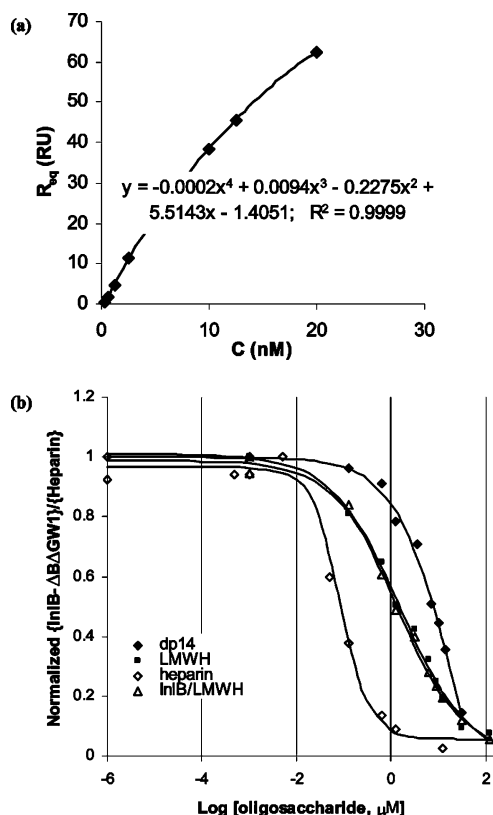 (a)
70
60
50
40
30
20
10
0
R_eq (RU)
y = -0.0002x⁴ + 0.0094x³ - 0.2275x² +
5.5143x - 1.4051; R² = 0.9999
0 10 20 30
C (nM)
(b)
1.2
1
0.8
0.6
0.4
0.2
0
Normalized {InlB-ΔBΔGW1}/{Heparin}
dp14
LMWH
heparin
InlB/LMWH
-6 -4 -2 0 2
Log [oligosaccharide, μM]